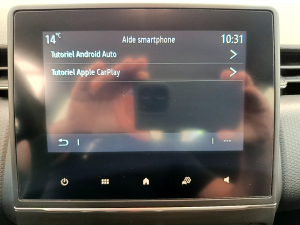 14°C Aide smartphone 10:31
Tutoriel Android Auto
Tutoriel Apple CarPlay